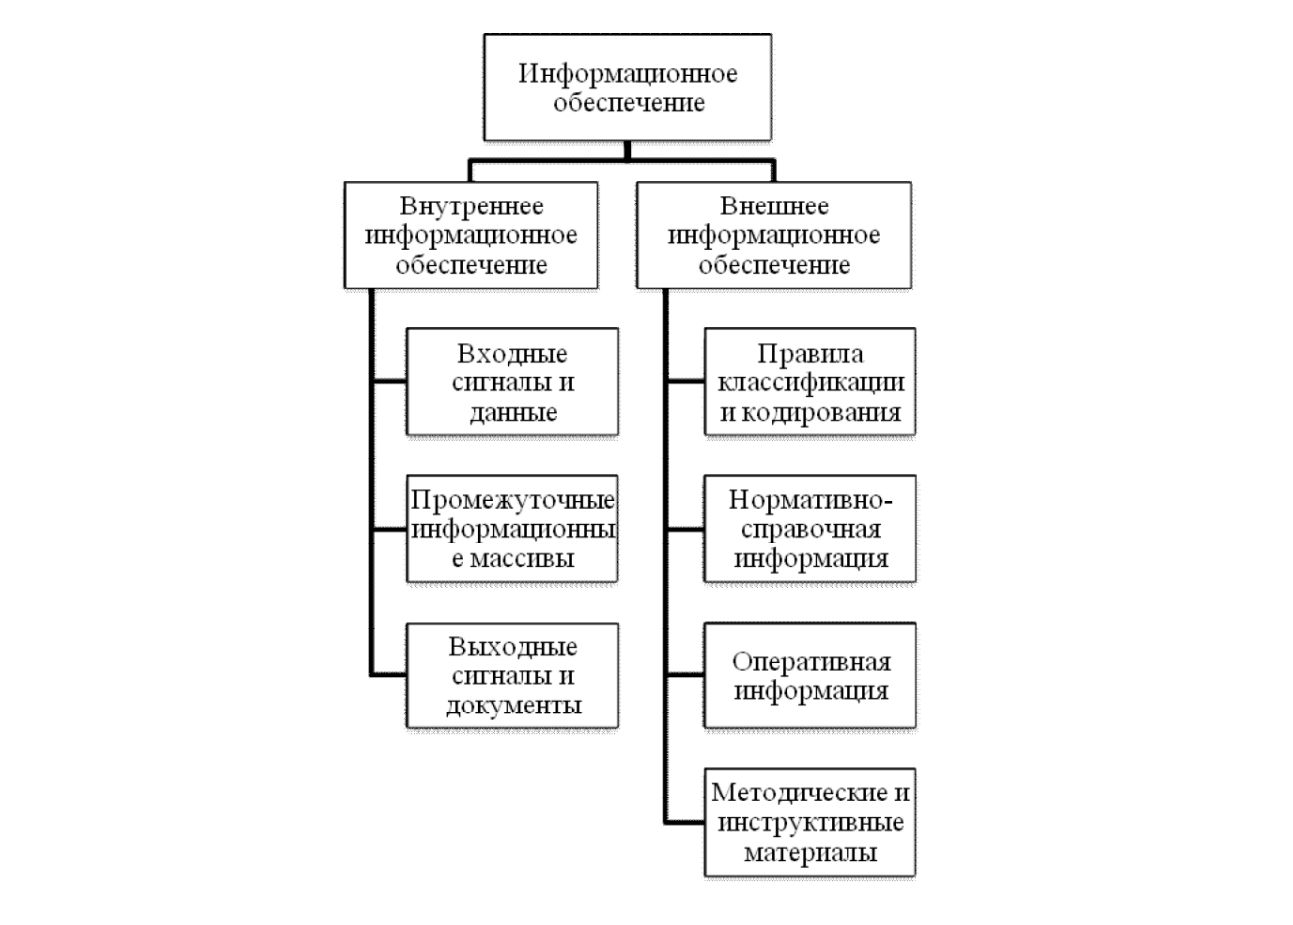 Информационное
обеспечение
Внутреннее
информационное
обеспечение
Входные
сигналы и
данные
Промежуточные
информационны
е массивы
Выходные
сигналы и
документы
Внешнее
информационное
обеспечение
Правила
классификации
и кодирования
Нормативно-
справочная
информация
Оперативная
информация
Методические и
инструктивные
материалы